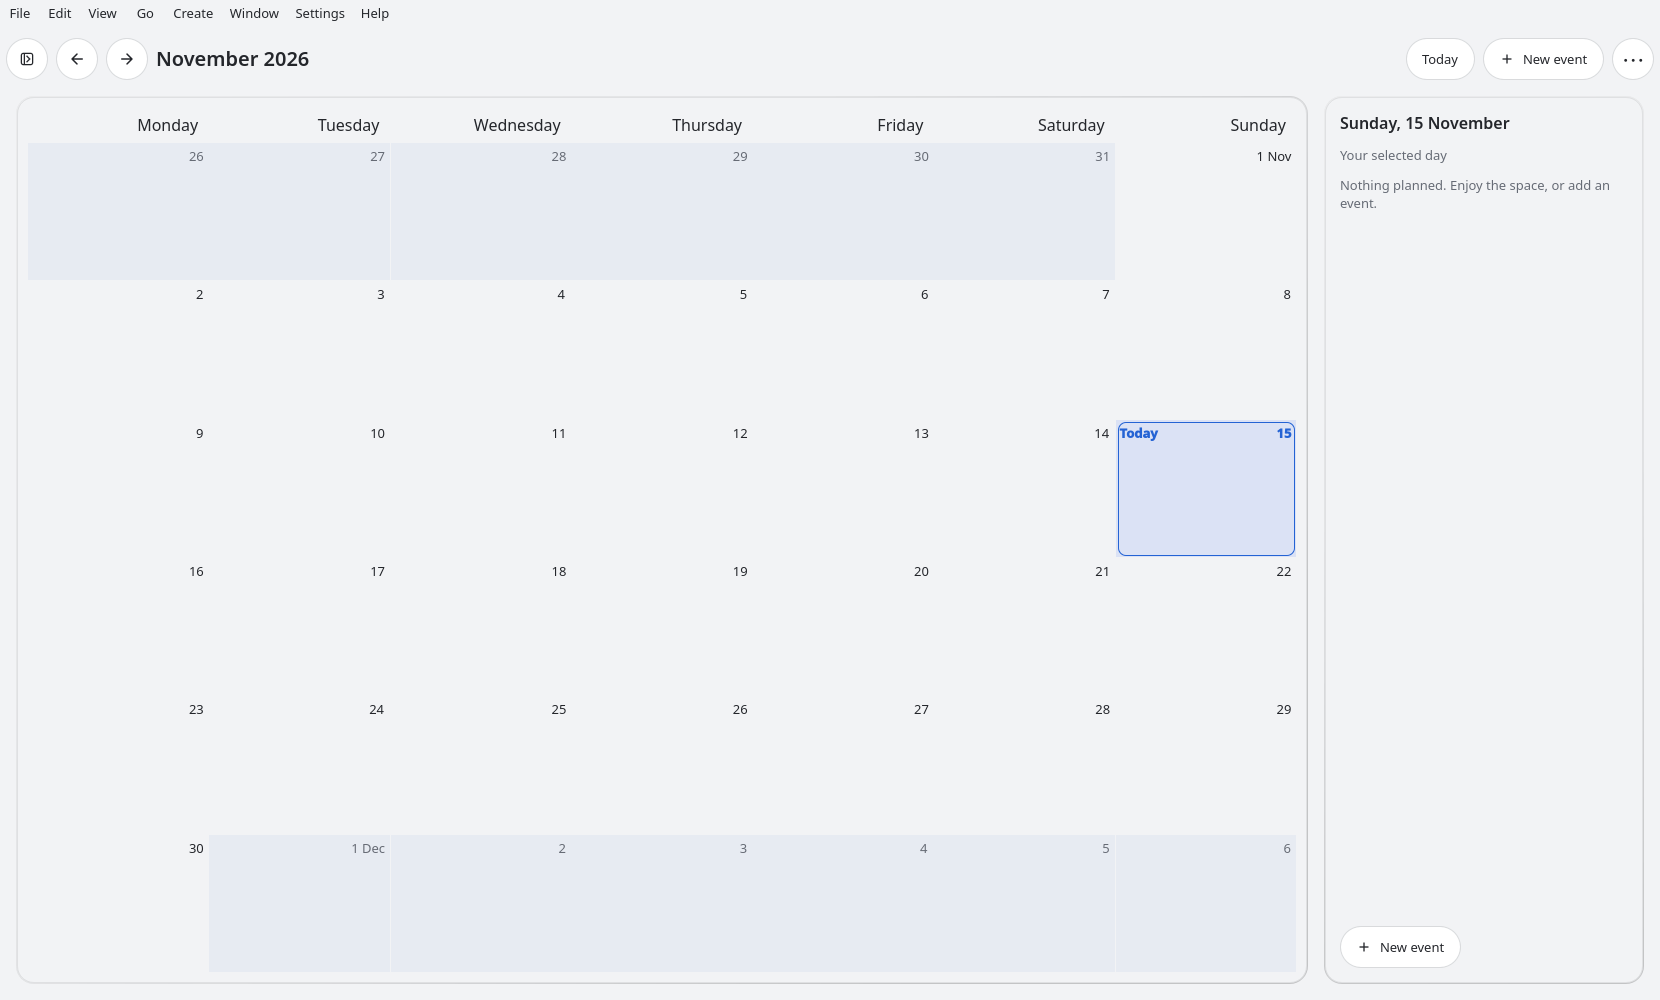 File Edit View Go Create Window Settings Help
November 2026
Today
New event
Monday Tuesday Wednesday Thursday Friday Saturday Sunday
26 27 28 29 30 31 1 Nov
2 3 4 5 6 7 8
9 10 11 12 13 14 Today 15
16 17 18 19 20 21 22
23 24 25 26 27 28 29
30 1 Dec 2 3 4 5 6
Sunday, 15 November
Your selected day
Nothing planned. Enjoy the space, or add an
event.
New event